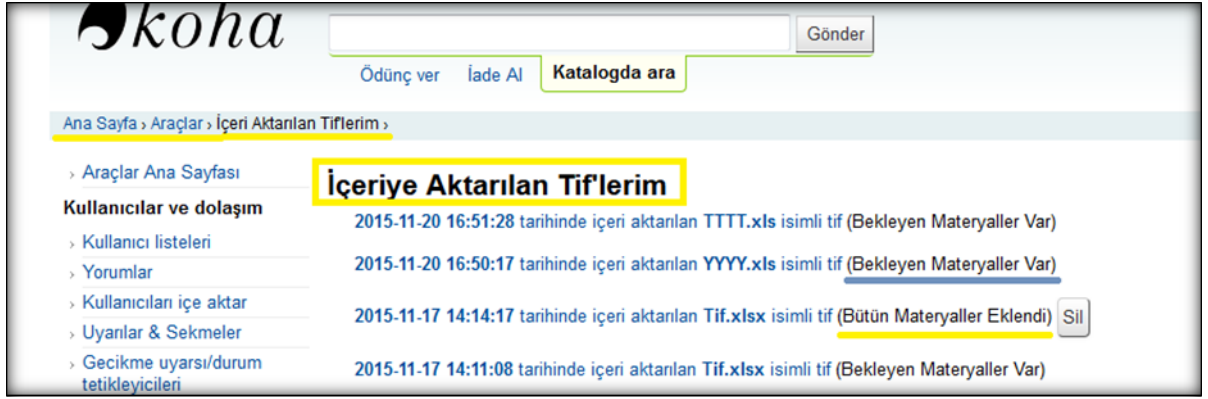 koha
Gönder
Ödünç ver İade Al Katalogda ara
Ana Sayfa › Araçlar › İçeri Aktarılan Tif'lerim ›
› Araçlar Ana Sayfası
Kullanıcılar ve dolaşım
› Kullanıcı listeleri
› Yorumlar
› Kullanıcıları içe aktar
› Uyarılar & Sekmeler
› Gecikme uyarsı/durum
tetikleyicileri
İçeriye Aktarılan Tif'lerim
2015-11-20 16:51:28 tarihinde içeri aktarılan TTTT.xls isimli tif (Bekleyen Materyaller Var)
2015-11-20 16:50:17 tarihinde içeri aktarılan YYYY.xls isimli tif (Bekleyen Materyaller Var)
2015-11-17 14:14:17 tarihinde içeri aktarılan Tif.xlsx isimli tif (Bütün Materyaller Eklendi) Sil
2015-11-17 14:11:08 tarihinde içeri aktarılan Tif.xlsx isimli tif (Bekleyen Materyaller Var)